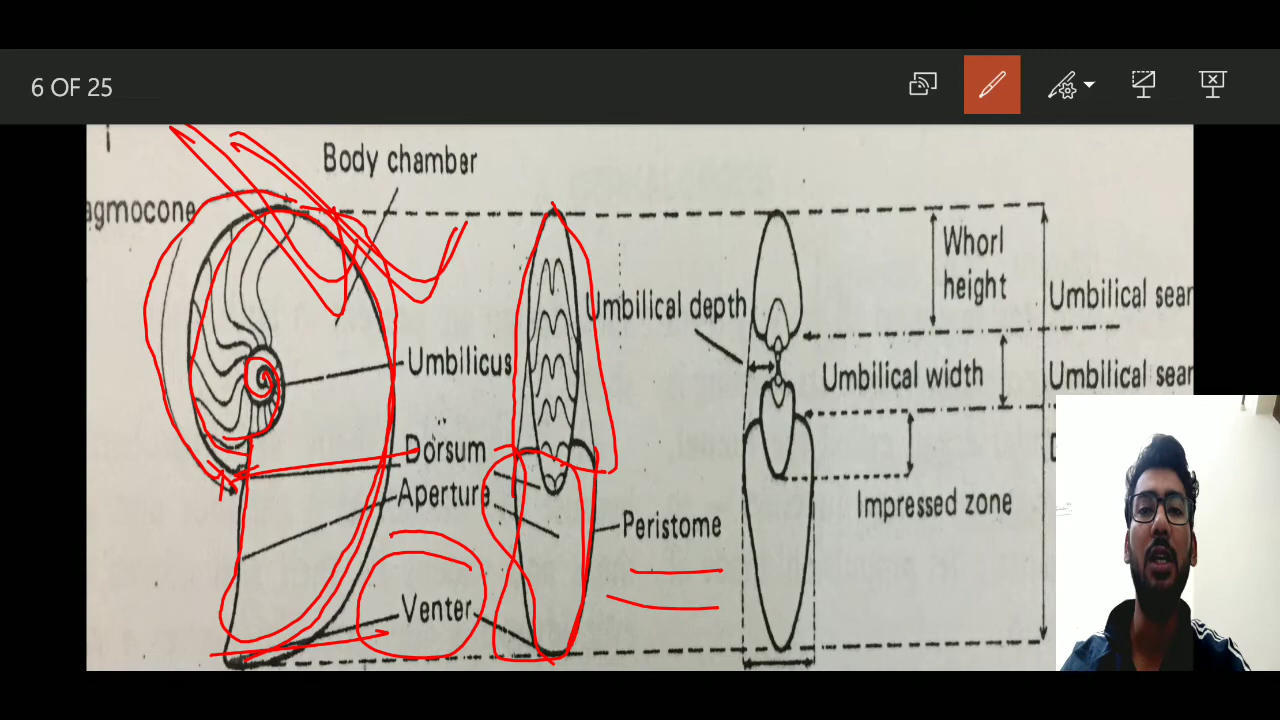 6 OF 25
Body chamber
agmocone
Whorl
height
Umbilical depth
Umbilical sear
Umbilicus
Umbilical width
Umbilical sear
Dorsum
Aperture
Impressed zone
Peristome
Venter